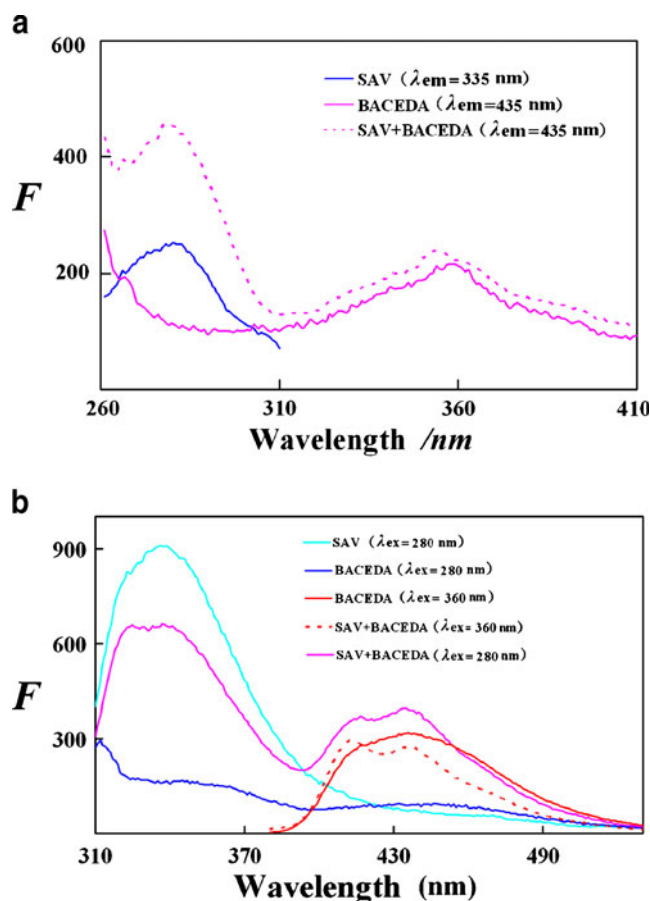 a
600
400
200
0
F
SAV (λem=335 nm)
BACEDA (λem=435 nm)
SAV+BACEDA (λem=435 nm)
260 310 360 410
Wavelength /nm
b
900
600
300
F
SAV (λex=280 nm)
BACEDA (λex=280 nm)
BACEDA (λex=360 nm)
SAV+BACEDA (λex=360 nm)
SAV+BACEDA (λex=280 nm)
310 370 430 490
Wavelength (nm)